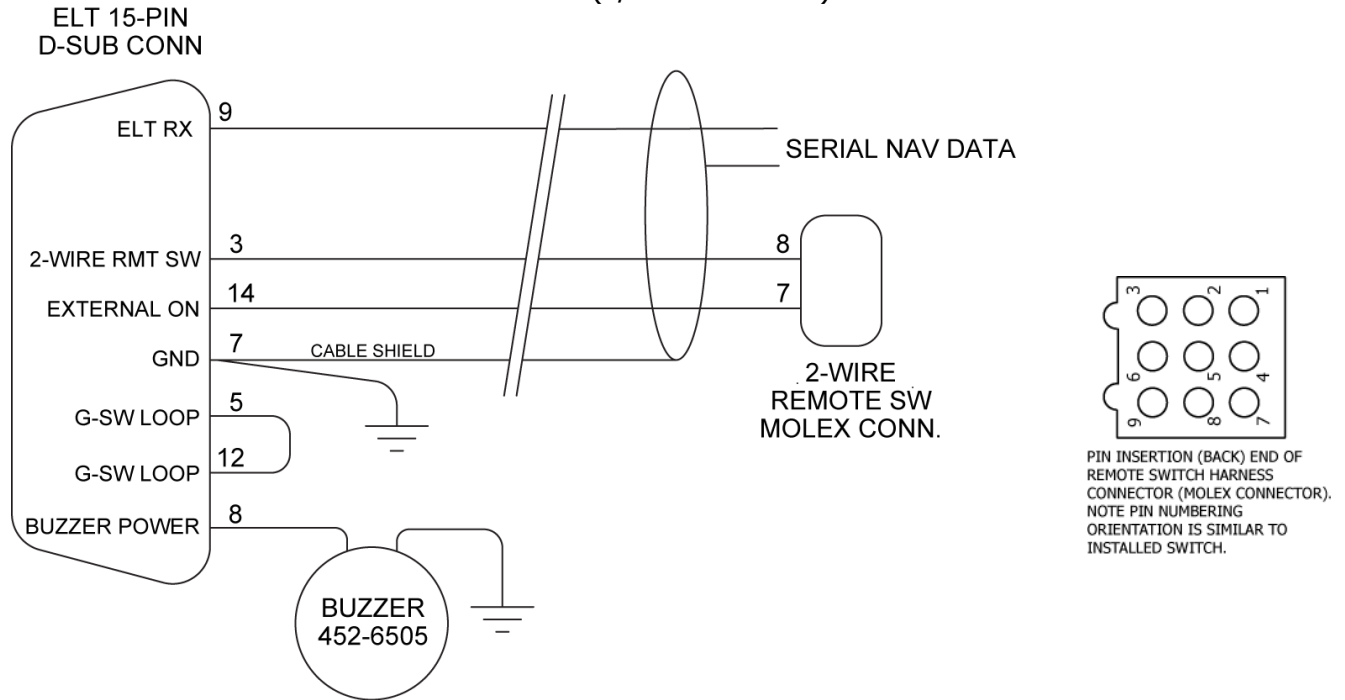 ELT 15-PIN
D-SUB CONN
ELT RX
9
SERIAL NAV DATA
2-WIRE RMT SW
3
8
EXTERNAL ON
14
7
GND
7
CABLE SHIELD
G-SW LOOP
5
G-SW LOOP
12
BUZZER POWER
8
2-WIRE
REMOTE SW
MOLEX CONN.
BUZZER
452-6505
3 2 1
6 5 4
9 8 7
PIN INSERTION (BACK) END OF
REMOTE SWITCH HARNESS
CONNECTOR (MOLEX CONNECTOR).
NOTE PIN NUMBERING
ORIENTATION IS SIMILAR TO
INSTALLED SWITCH.